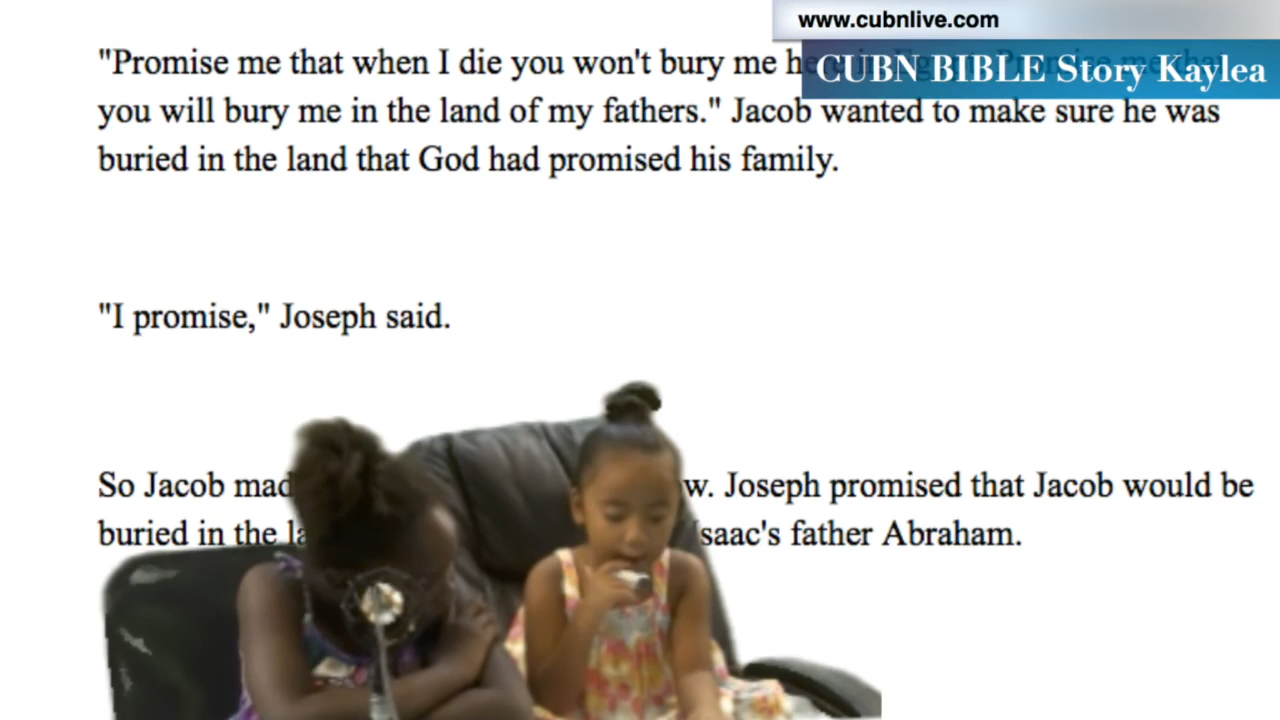 www.cubnlive.com
CUBN BIBLE Story Kaylea
"Promise me that when I die you won't bury me
you will bury me in the land of my fathers." Jacob wanted to make sure he was
buried in the land that God had promised his family.
"I promise," Joseph said.
So Jacob Joseph promised that Jacob would be
buried in the father Abraham.